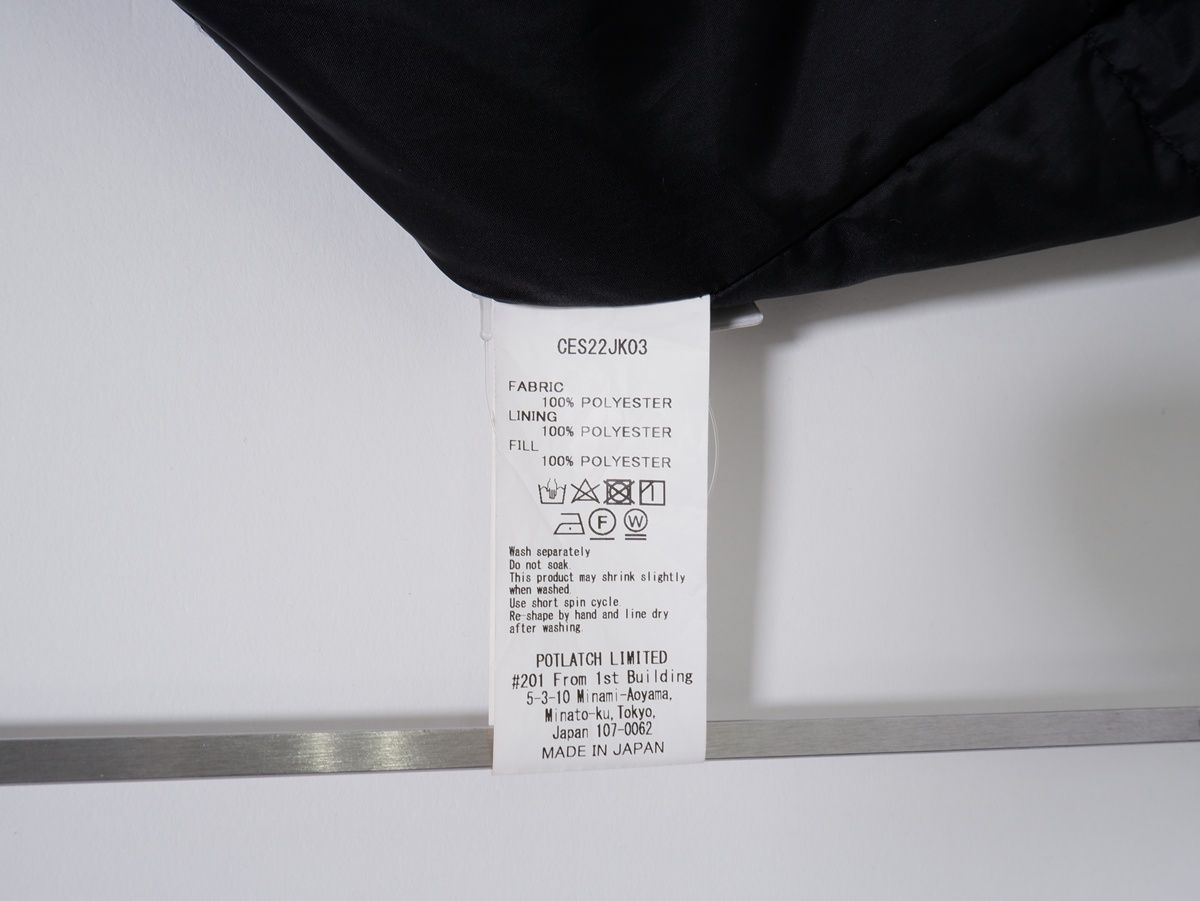 CES22JK03
FABRIC
100% POLYESTER
LINING
100% POLYESTER
FILL
100% POLYESTER
F W
Wash separately
Do not soak.
This product may shrink slightly
when washed.
Use short spin cycle.
Re-shape by hand and line dry
after washing.
POTLATCH LIMITED
#201 From 1st Building
5-3-10 Minami-Aoyama,
Minato-ku, Tokyo,
Japan 107-0062
MADE IN JAPAN